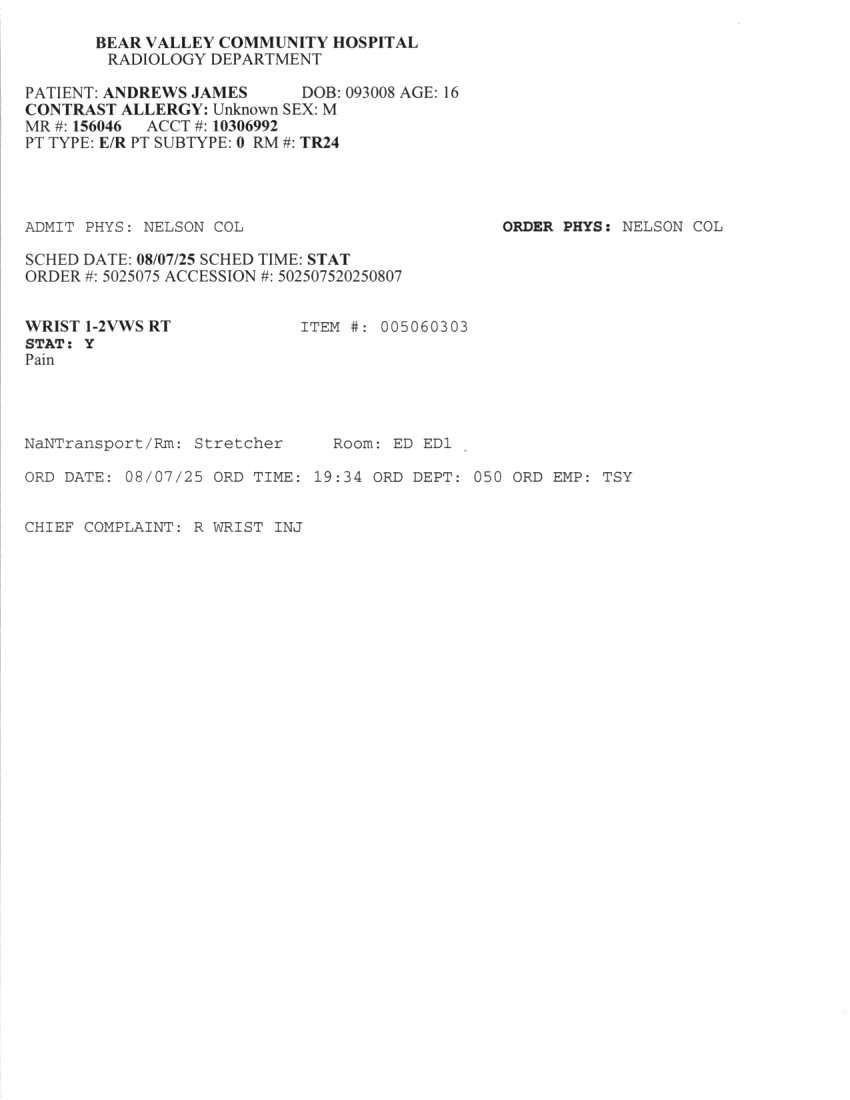 BEAR VALLEY COMMUNITY HOSPITAL
RADIOLOGY DEPARTMENT
PATIENT: ANDREWS JAMES DOB: 093008 AGE: 16
CONTRAST ALLERGY: Unknown SEX: M
MR #: 156046 ACCT #: 10306992
PT TYPE: E/R PT SUBTYPE: 0 RM #: TR24
ADMIT PHYS: NELSON COL ORDER PHYS: NELSON COL
SCHED DATE: 08/07/25 SCHED TIME: STAT
ORDER #: 5025075 ACCESSION #: 502507520250807
WRIST 1-2VWS RT ITEM #: 005060303
STAT: Y
Pain
NaNTransport/Rm: Stretcher Room: ED ED1
ORD DATE: 08/07/25 ORD TIME: 19:34 ORD DEPT: 050 ORD EMP: TSY
CHIEF COMPLAINT: R WRIST INJ